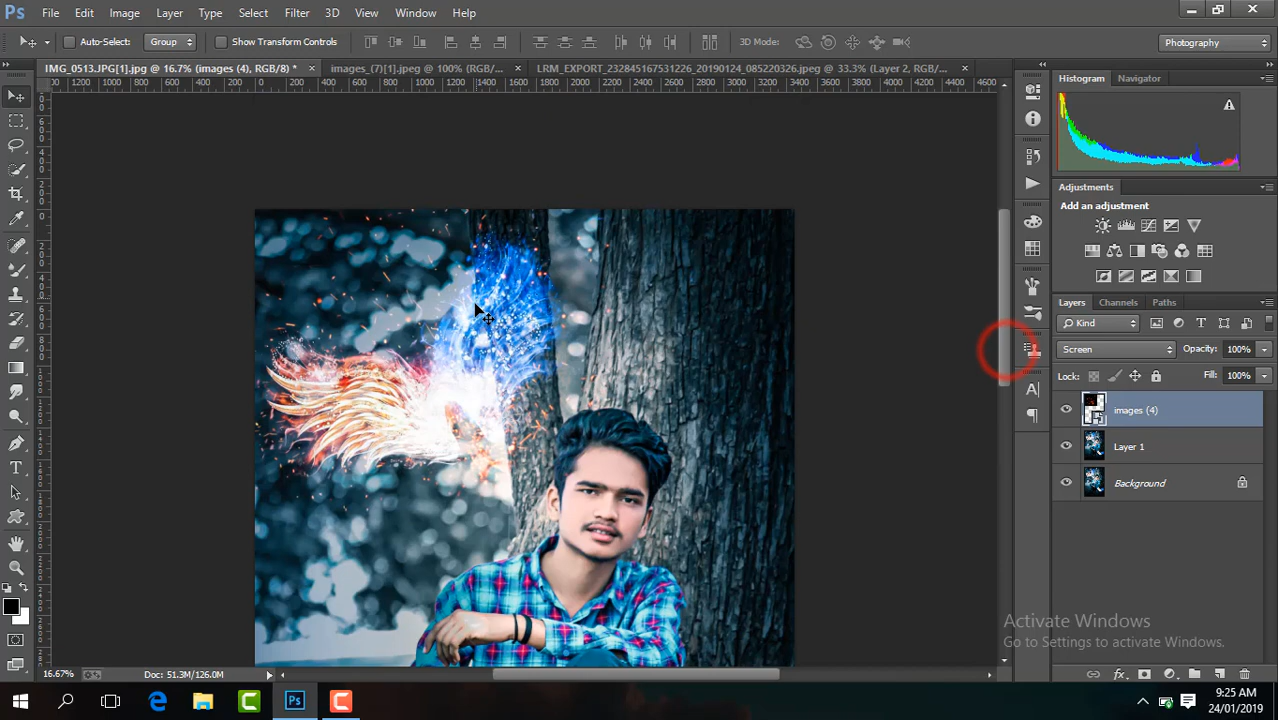 Ps File Edit Image Layer Type Select Filter 3D View Window Help
Auto-Select: Group Show Transform Controls 3D Mode: Photography
IMG_0513.JPG[1].jpg @ 16.7% (images (4), RGB/8) * × images_(7)[1].jpeg @ 100% (RGB/... × LRM_EXPORT_232845167531226_20190124_085220326.jpeg @ 33.3% (Layer 2, RGB/... ×
Histogram Navigator
Adjustments
Add an adjustment
Layers Channels Paths
Kind
Screen Opacity: 100%
Lock: Fill: 100%
images (4)
Layer 1
Background
Activate Windows
Go to Settings to activate Windows.
16.67% Doc: 51.3M/126.0M
9:25 AM
24/01/2019